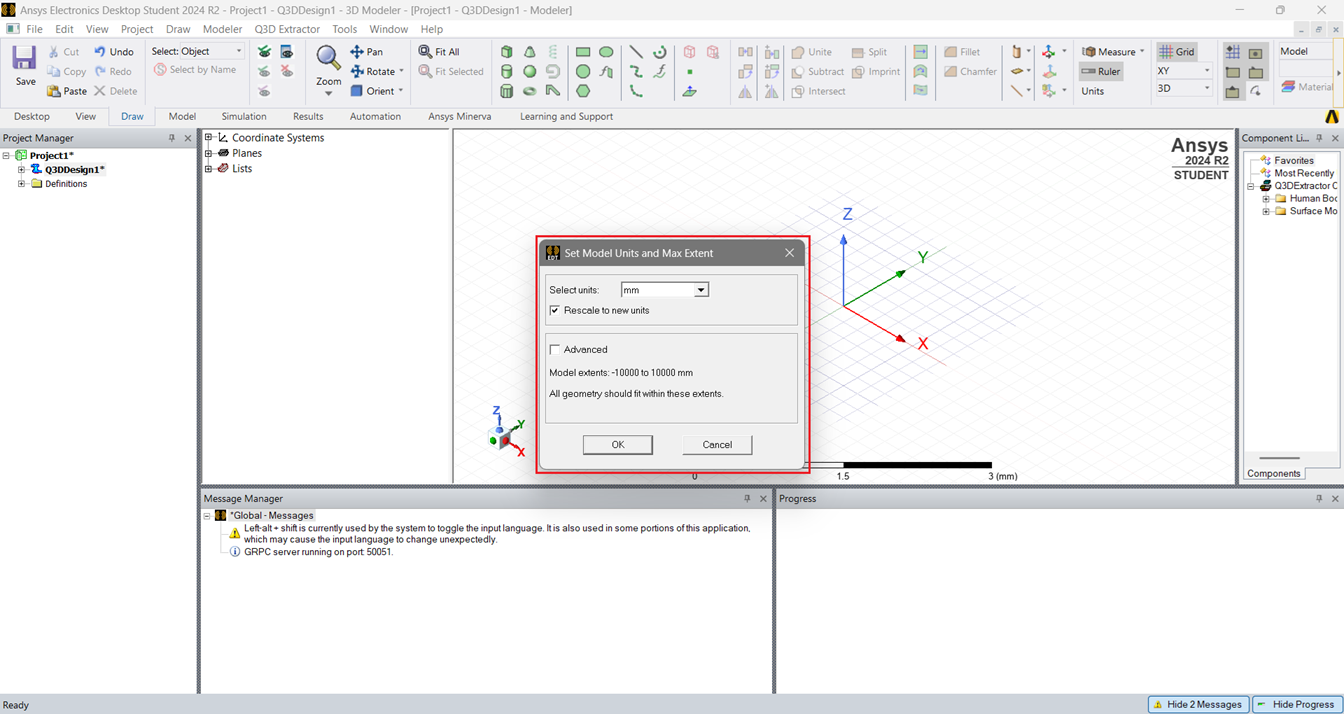 Ansys Electronics Desktop Student 2024 R2 - Project1 - Q3DDesign1 - 3D Modeler - [Project1 - Q3DDesign1 - Modeler]
File Edit View Project Draw Modeler Q3D Extractor Tools Window Help
Save
Cut
Copy
Paste
Undo
Redo
Delete
Select: Object
Select by Name
Zoom
Pan
Rotate
Orient
Fit All
Fit Selected
Unite
Subtract
Intersect
Split
Imprint
Fillet
Chamfer
Measure
Ruler
Units
Grid
XY
3D
Model
Material
Desktop View Draw Model Simulation Results Automation Ansys Minerva Learning and Support
Project Manager
Project1*
Q3DDesign1*
Definitions
Coordinate Systems
Planes
Lists
Ansys
2024 R2
STUDENT
Z
Y
X
Z
Y
X
0 1.5 3 (mm)
EDT
Set Model Units and Max Extent
Select units: mm
Rescale to new units
Advanced
Model extents: -10000 to 10000 mm
All geometry should fit within these extents.
OK Cancel
Component Li...
Favorites
Most Recently
Q3DExtractor C
Human Boc
Surface Mo
Components
Message Manager
*Global - Messages
Left-alt + shift is currently used by the system to toggle the input language. It is also used in some portions of this application,
which may cause the input language to change unexpectedly.
GRPC server running on port: 50051.
Progress
Ready
Hide 2 Messages
Hide Progress